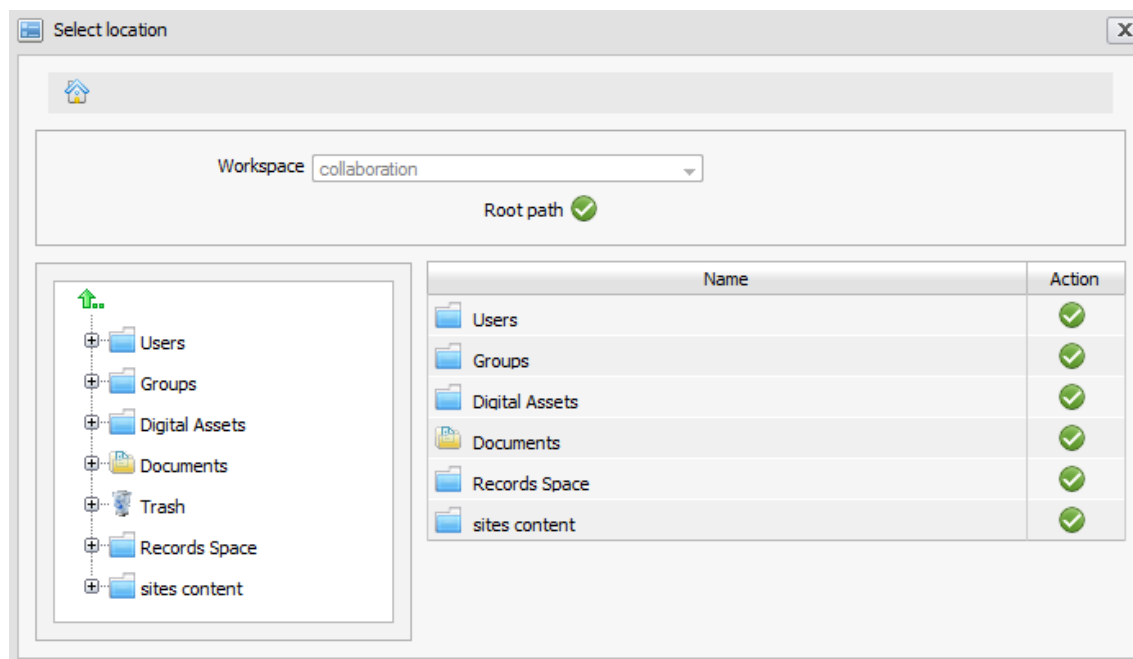 Select location
X
Workspace collaboration
Root path
Users
Groups
Digital Assets
Documents
Trash
Records Space
sites content
Name Action
Users
Groups
Digital Assets
Documents
Records Space
sites content